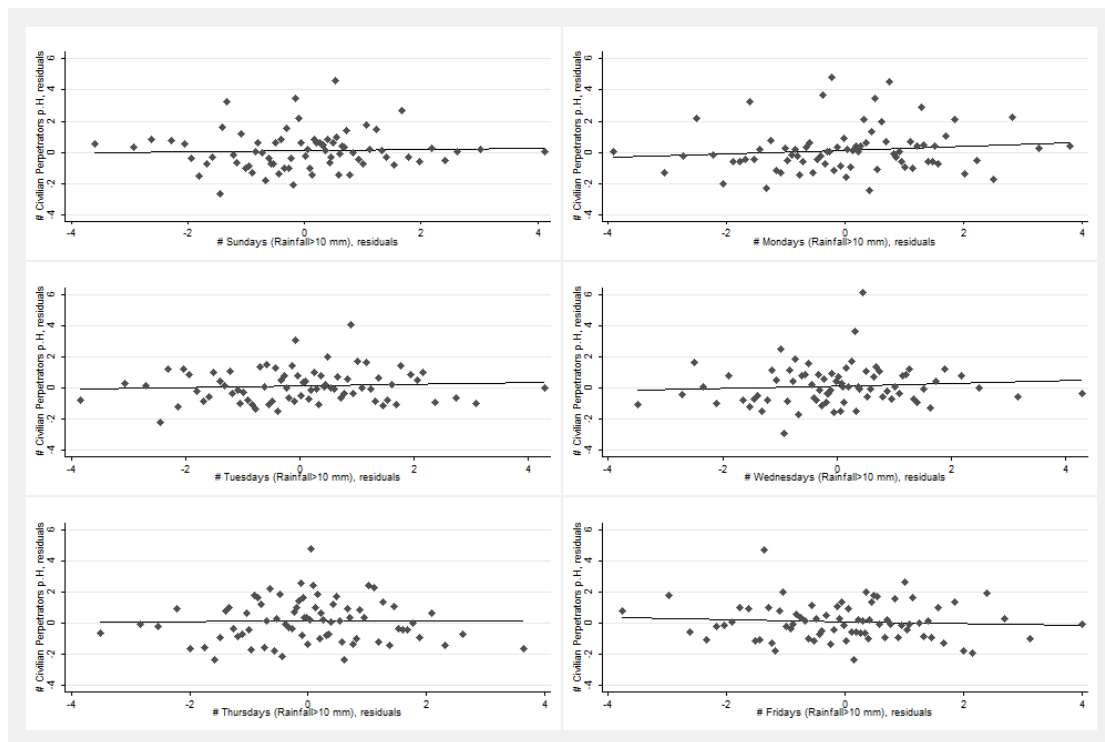 # Civilian Perpetrators p.H, residuals
6
4
2
0
-2
-4
-4 -2 0 2 4
# Sundays (Rainfall>10 mm), residuals
# Civilian Perpetrators p.H, residuals
6
4
2
0
-2
-4
-4 -2 0 2 4
# Mondays (Rainfall>10 mm), residuals
# Civilian Perpetrators p.H, residuals
6
4
2
0
-2
-4
-4 -2 0 2 4
# Tuesdays (Rainfall>10 mm), residuals
# Civilian Perpetrators p.H, residuals
6
4
2
0
-2
-4
-4 -2 0 2 4
# Wednesdays (Rainfall>10 mm), residuals
# Civilian Perpetrators p.H, residuals
6
4
2
0
-2
-4
-4 -2 0 2 4
# Thursdays (Rainfall>10 mm), residuals
# Civilian Perpetrators p.H, residuals
6
4
2
0
-2
-4
-4 -2 0 2 4
# Fridays (Rainfall>10 mm), residuals